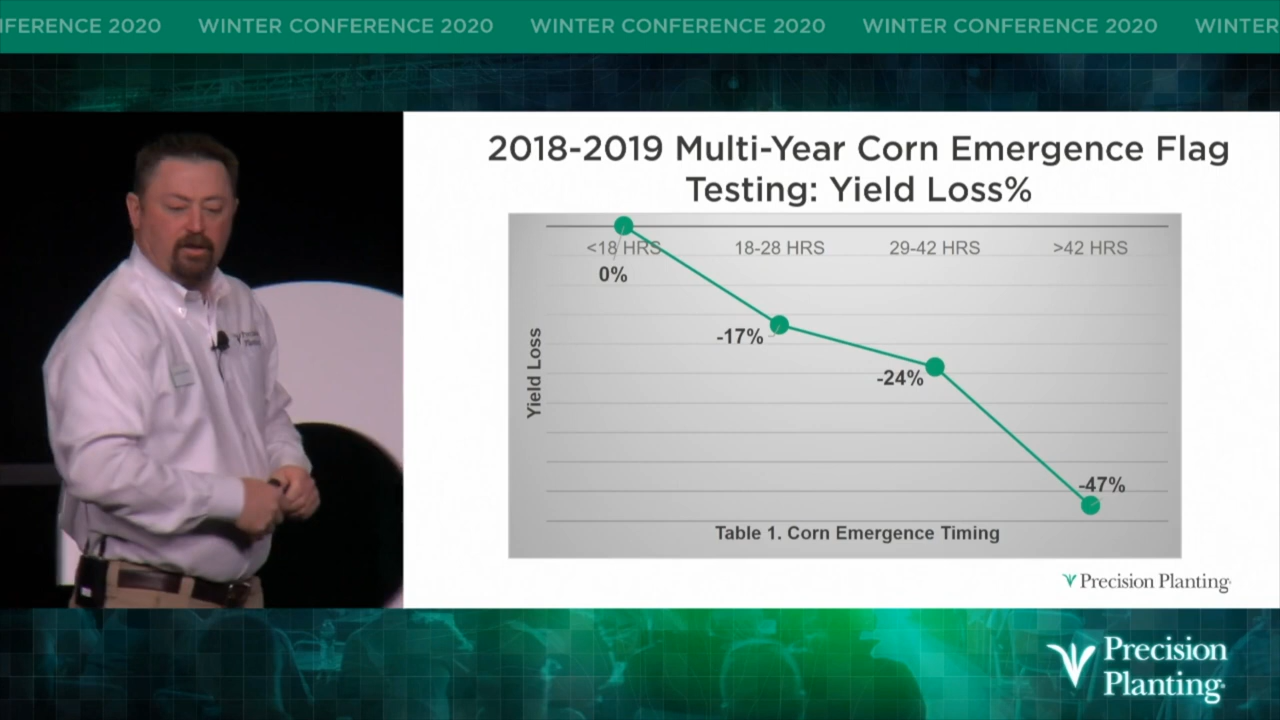 FERENCE 2020 WINTER CONFERENCE 2020 WINTER CONFERENCE 2020 WINTER CONFERENCE 2020 WINTER
2018-2019 Multi-Year Corn Emergence Flag
Testing: Yield Loss%
<18 HRS 18-28 HRS 29-42 HRS >42 HRS
0%
-17%
-24%
-47%
Yield Loss
Table 1. Corn Emergence Timing
Precision Planting
Precision
Planting
Precision
Planting